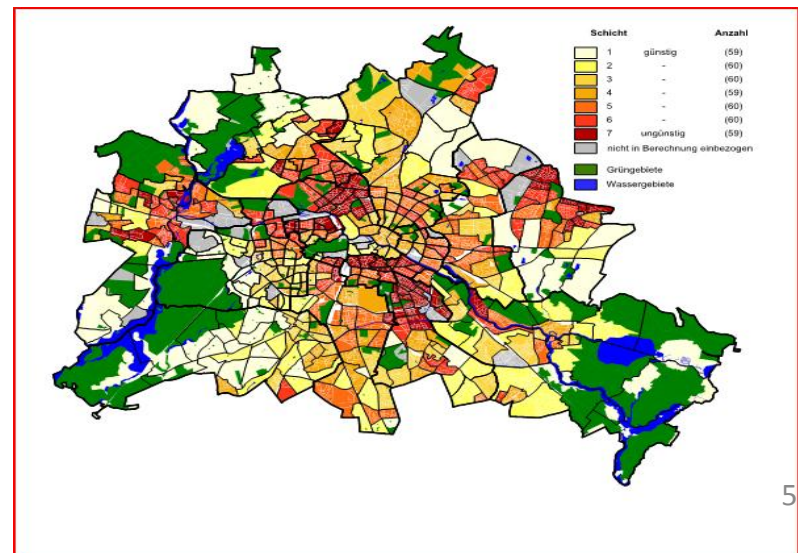 Schicht Anzahl
1 günstig (59)
2 - (60)
3 - (60)
4 - (59)
5 - (60)
6 - (60)
7 ungünstig (59)
nicht in Berechnung einbezogen
Grüngebiete
Wassergebiete
5